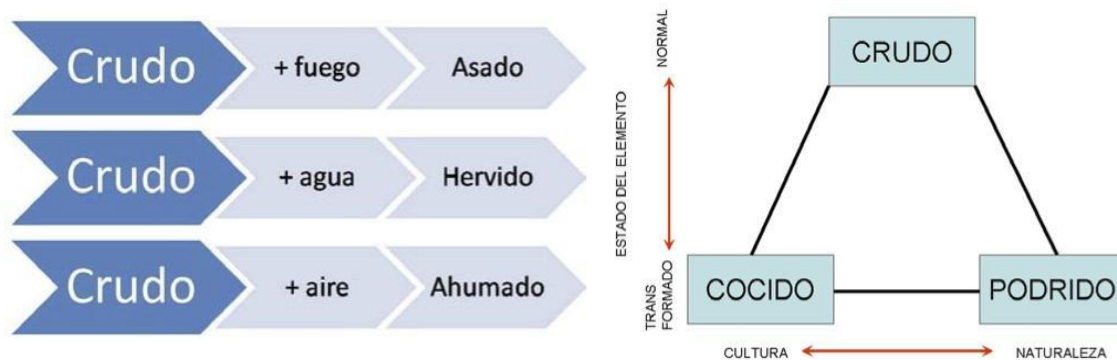 Crudo + fuego Asado
Crudo + agua Hervido
Crudo + aire Ahumado
ESTADO DEL ELEMENTO
NORMAL
TRANS
FORMADO
CRUDO
COCIDO
PODRIDO
CULTURA
NATURALEZA